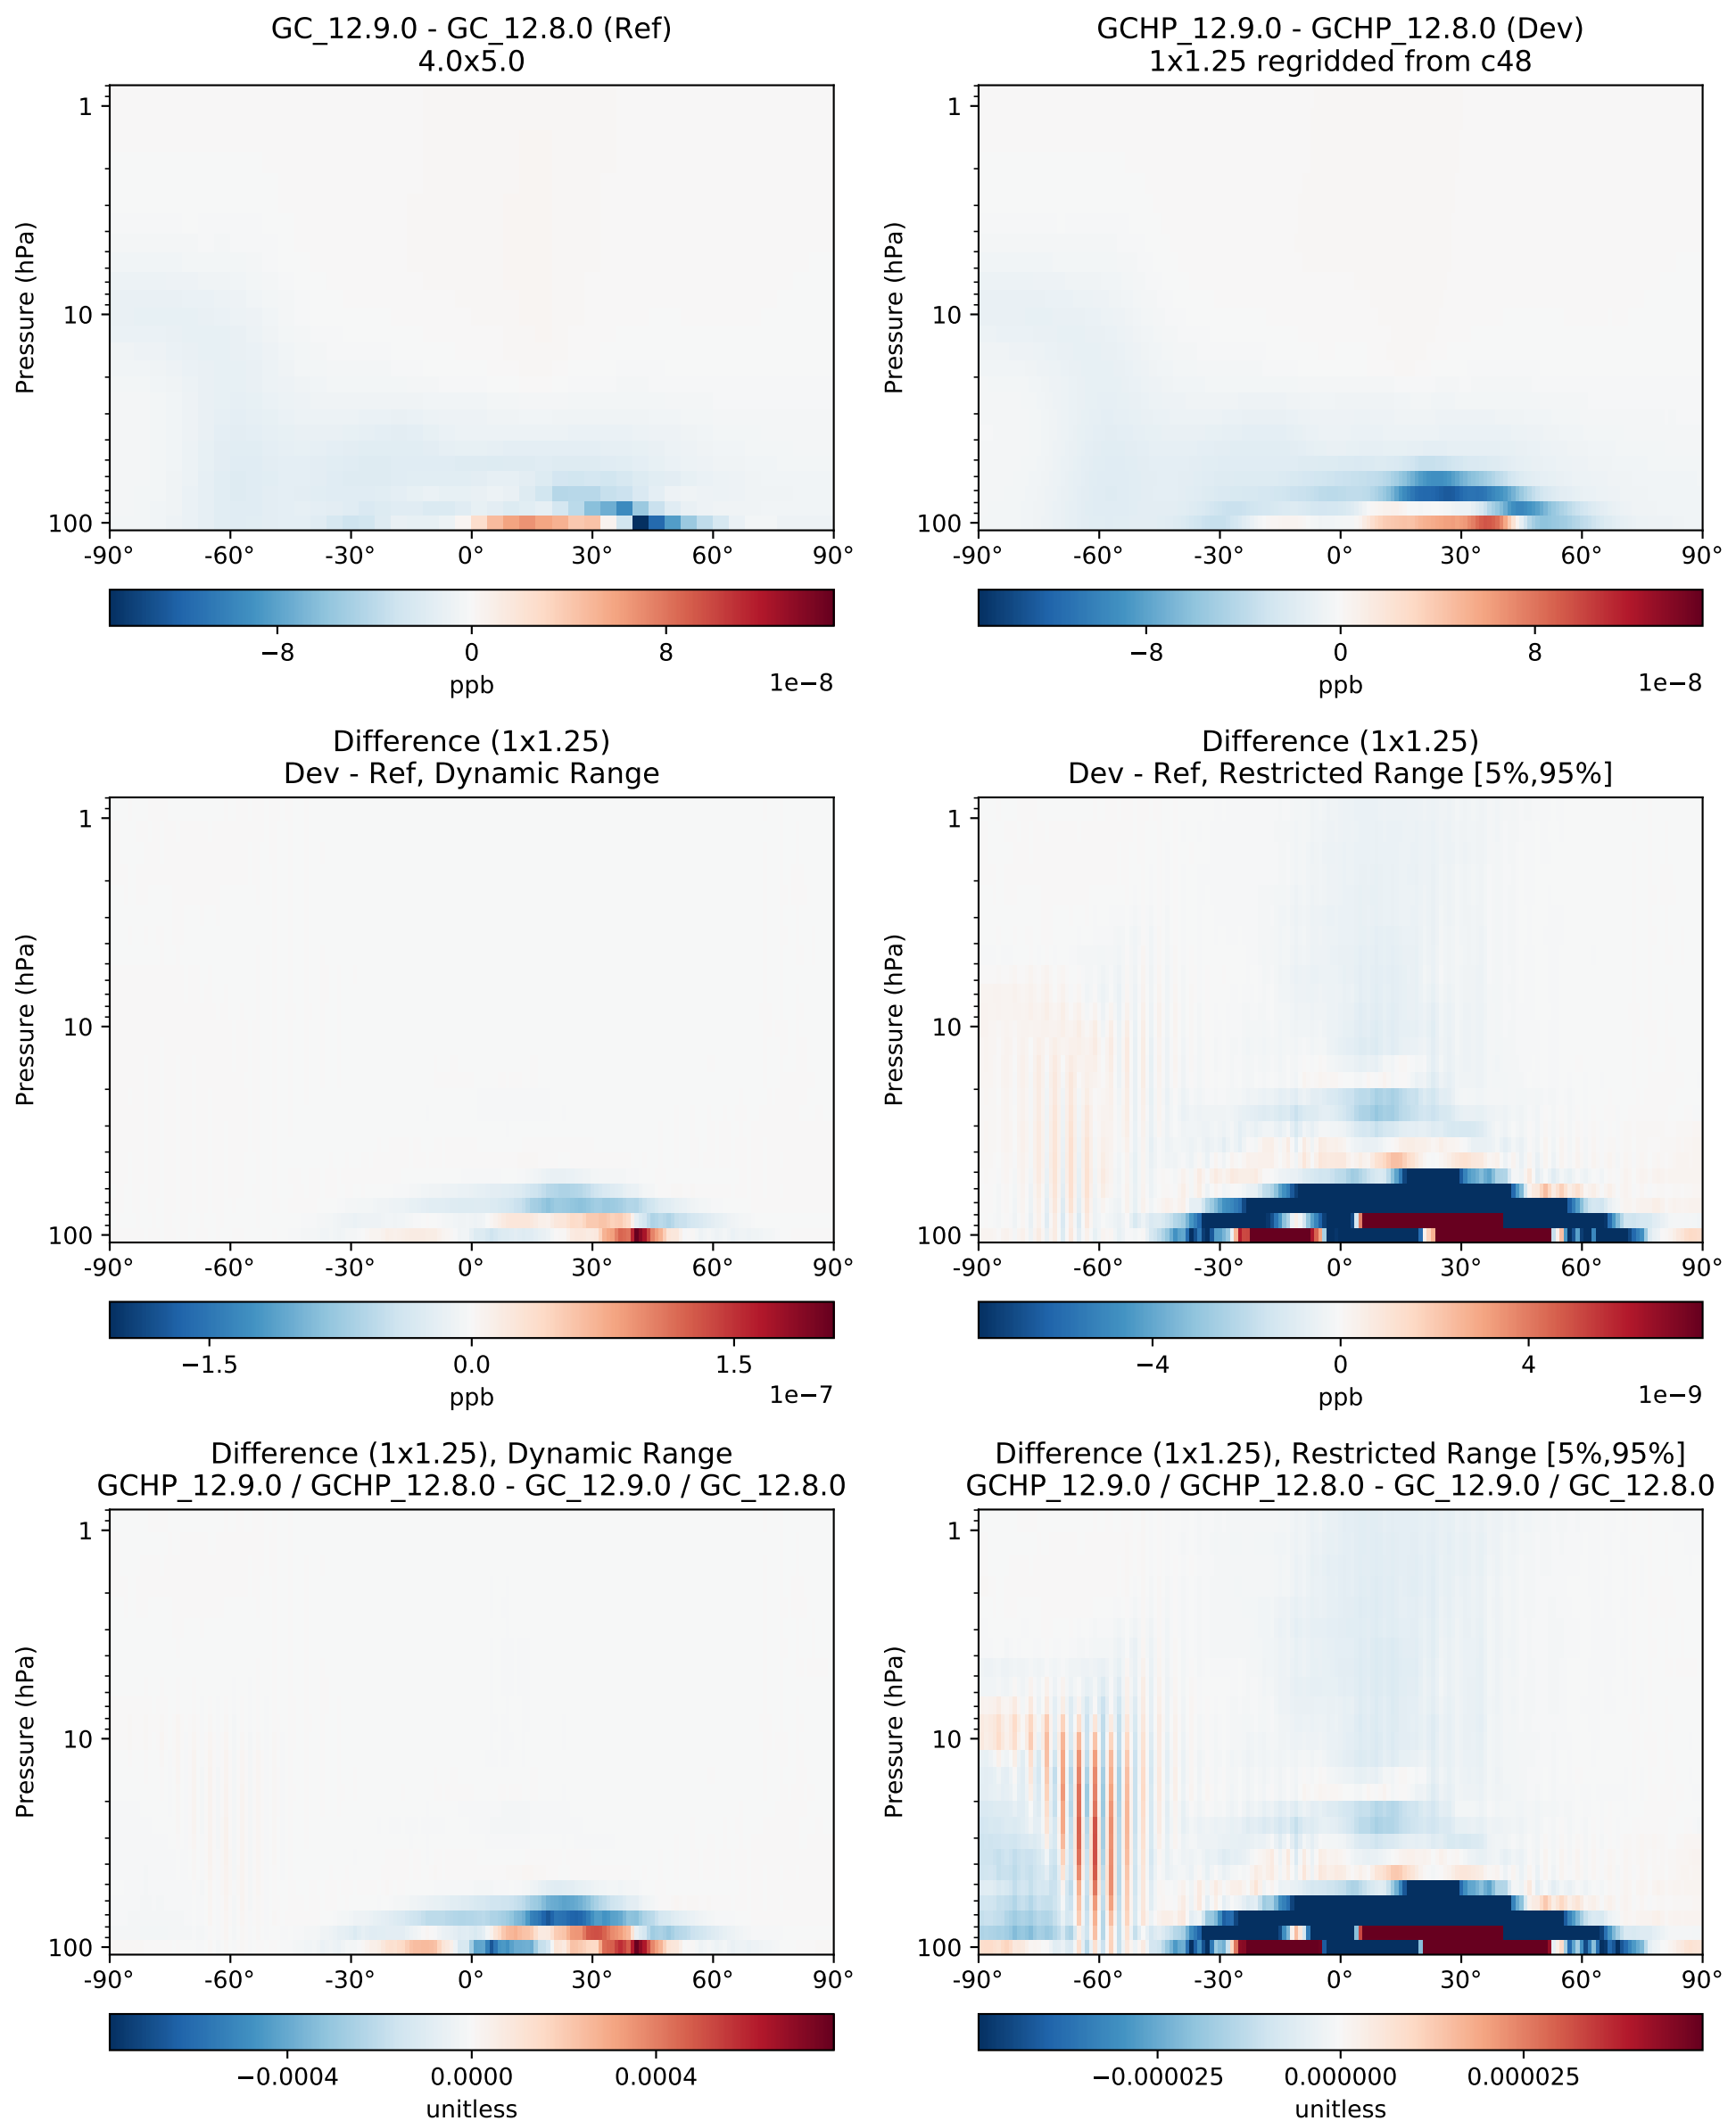 GC_12.9.0 - GC_12.8.0 (Ref)
4.0x5.0
Pressure (hPa)
1
10
100
-90° -60° -30° 0° 30° 60° 90°
−8 0 8
1e−8
ppb
GCHP_12.9.0 - GCHP_12.8.0 (Dev)
1x1.25 regridded from c48
Pressure (hPa)
1
10
100
-90° -60° -30° 0° 30° 60° 90°
−8 0 8
1e−8
ppb
Difference (1x1.25)
Dev - Ref, Dynamic Range
Pressure (hPa)
1
10
100
-90° -60° -30° 0° 30° 60° 90°
−1.5 0.0 1.5
1e−7
ppb
Difference (1x1.25)
Dev - Ref, Restricted Range [5%,95%]
Pressure (hPa)
1
10
100
-90° -60° -30° 0° 30° 60° 90°
−4 0 4
1e−9
ppb
Difference (1x1.25), Dynamic Range
GCHP_12.9.0 / GCHP_12.8.0 - GC_12.9.0 / GC_12.8.0
Pressure (hPa)
1
10
100
-90° -60° -30° 0° 30° 60° 90°
−0.0004 0.0000 0.0004
unitless
Difference (1x1.25), Restricted Range [5%,95%]
GCHP_12.9.0 / GCHP_12.8.0 - GC_12.9.0 / GC_12.8.0
Pressure (hPa)
1
10
100
-90° -60° -30° 0° 30° 60° 90°
−0.000025 0.000000 0.000025
unitless